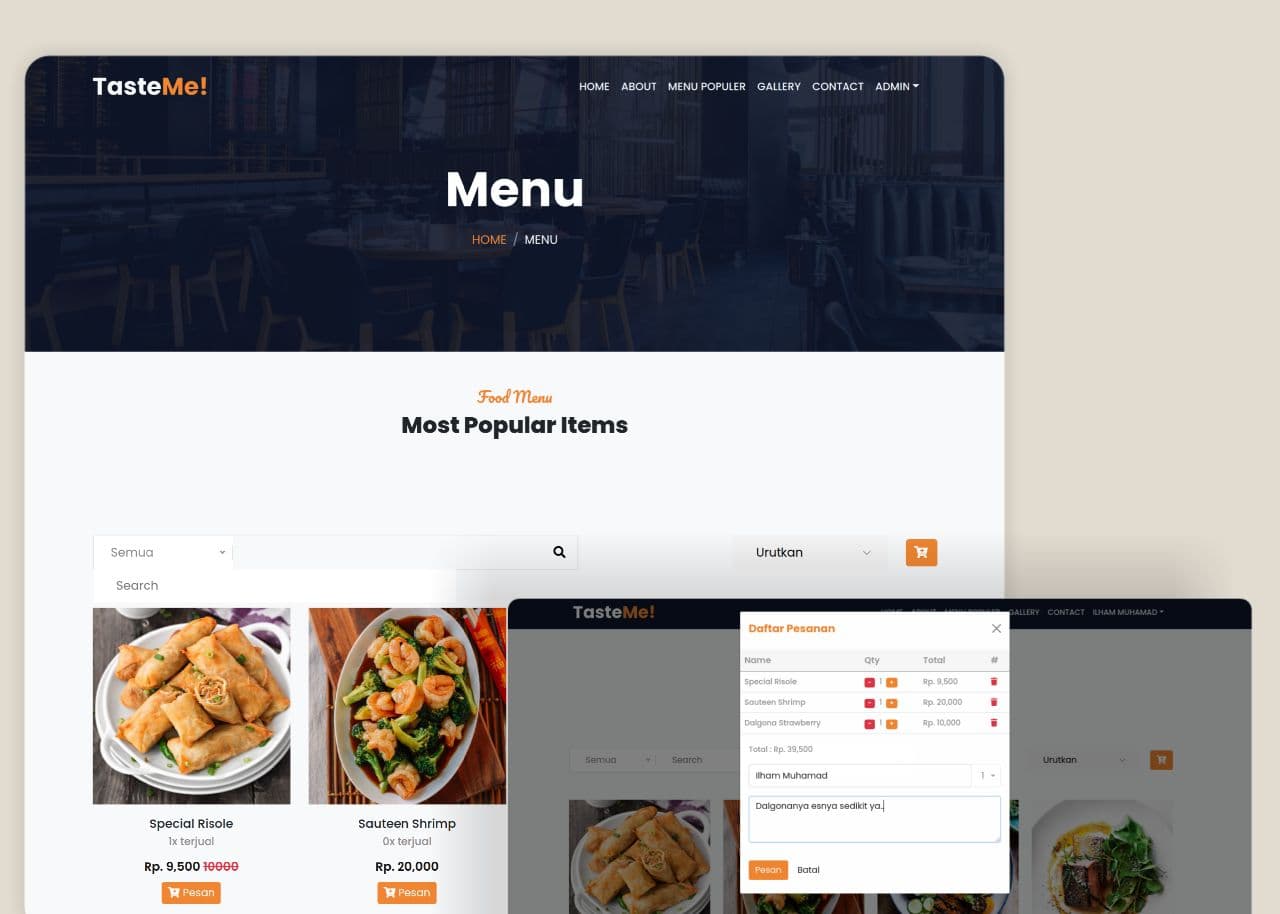 TasteMe!
HOME ABOUT MENU POPULER GALLERY CONTACT ADMIN
Menu
HOME / MENU
Food Menu
Most Popular Items
Semua
Urutkan
Search
Special Risole
1x terjual
Rp. 9,500 10000
Pesan
Sauteen Shrimp
0x terjual
Rp. 20,000
Pesan
TasteMe!
HOME ABOUT MENU POPULER GALLERY CONTACT ILHAM MUHAMAD
Semua Search
Urutkan
Daftar Pesanan
Name Qty Total #
Special Risole - 1 + Rp. 9,500
Sauteen Shrimp - 1 + Rp. 20,000
Dalgona Strawberry - 1 + Rp. 10,000
Total : Rp. 39,500
Ilham Muhamad 1
Dalgonanya esnya sedikit ya..
Pesan Batal